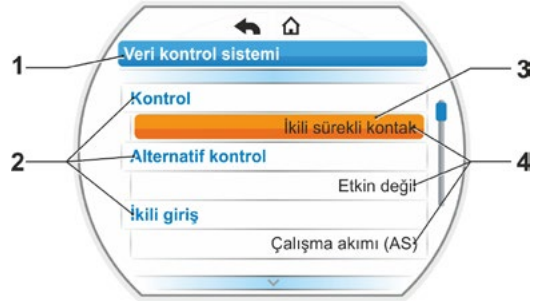 Veri kontrol sistemi
1
3
Kontrol
İkili sürekli kontak
2
Alternatif kontrol
4
Etkin değil
İkili giriş
Çalışma akımı (AS)